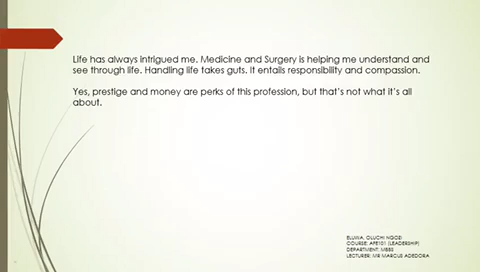 Life has always intrigued me. Medicine and Surgery is helping me understand and
see through life. Handling life takes guts. It entails responsibility and compassion.
Yes, prestige and money are perks of this profession, but that's not what it's all
about.
ELUWA, OLUCHI NGOZI
COURSE: APE101 (LEADERSHIP)
DEPARTMENT: MBBS
LECTURER: MR MARCUS ADEDORA